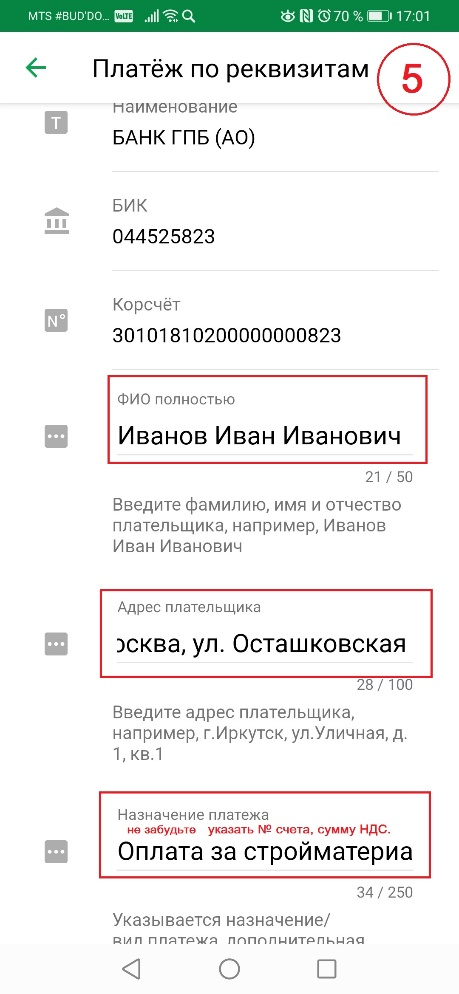 MTS #BUD'DO... VoLTE 70 % 17:01
Платёж по реквизитам
5
Наименование
T
БАНК ГПБ (АО)
БИК
044525823
Корсчёт
N°
30101810200000000823
ФИО полностью
Иванов Иван Иванович
21 / 50
Введите фамилию, имя и отчество
плательщика, например, Иванов
Иван Иванович
Адрес плательщика
осква, ул. Осташковская
28 / 100
Введите адрес плательщика,
например, г.Иркутск, ул.Уличная, д.
1, кв.1
Назначение платежа
не забудьте указать № счета, сумму НДС.
Оплата за стройматериа
34 / 250
Указывается назначение/
вид платежа, дополнительная